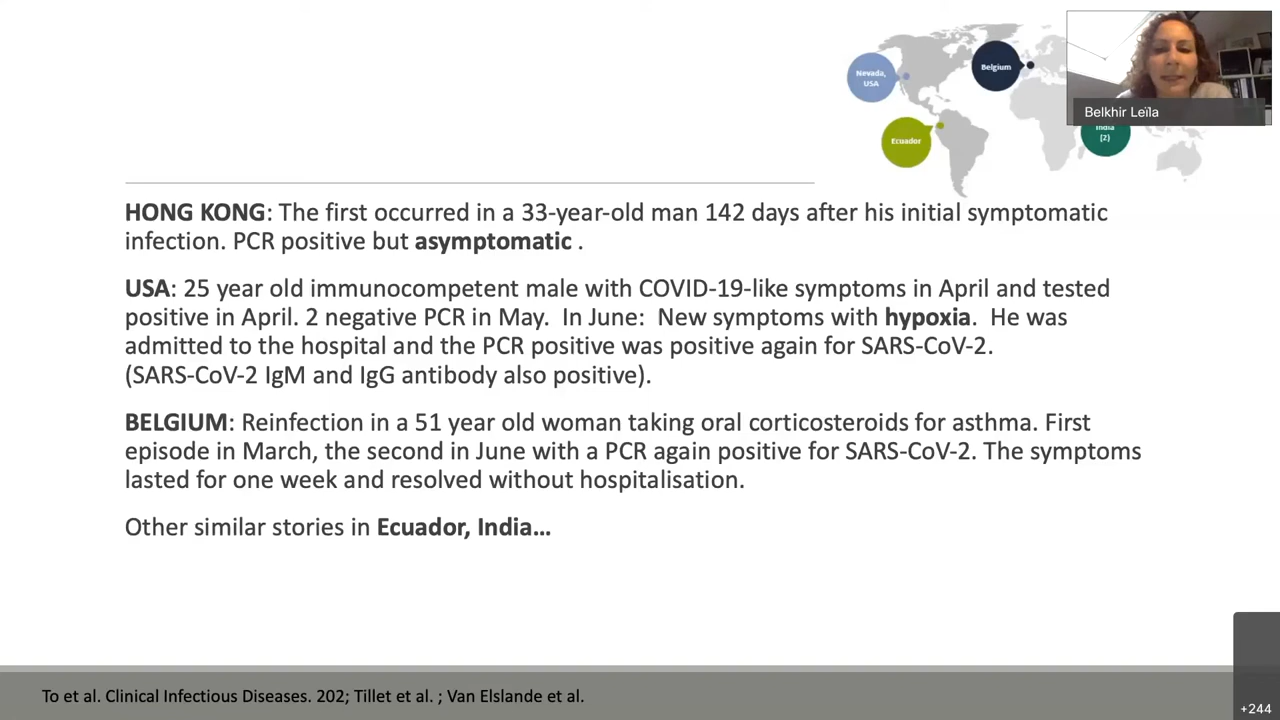 Nevada,
USA
Belgium
Belkhir Leïla
Ecuador
India
(2)
HONG KONG: The first occurred in a 33-year-old man 142 days after his initial symptomatic
infection. PCR positive but asymptomatic .
USA: 25 year old immunocompetent male with COVID-19-like symptoms in April and tested
positive in April. 2 negative PCR in May. In June: New symptoms with hypoxia. He was
admitted to the hospital and the PCR positive was positive again for SARS-CoV-2.
(SARS-CoV-2 IgM and IgG antibody also positive).
BELGIUM: Reinfection in a 51 year old woman taking oral corticosteroids for asthma. First
episode in March, the second in June with a PCR again positive for SARS-CoV-2. The symptoms
lasted for one week and resolved without hospitalisation.
Other similar stories in Ecuador, India…
To et al. Clinical Infectious Diseases. 202; Tillet et al. ; Van Elslande et al.
+244